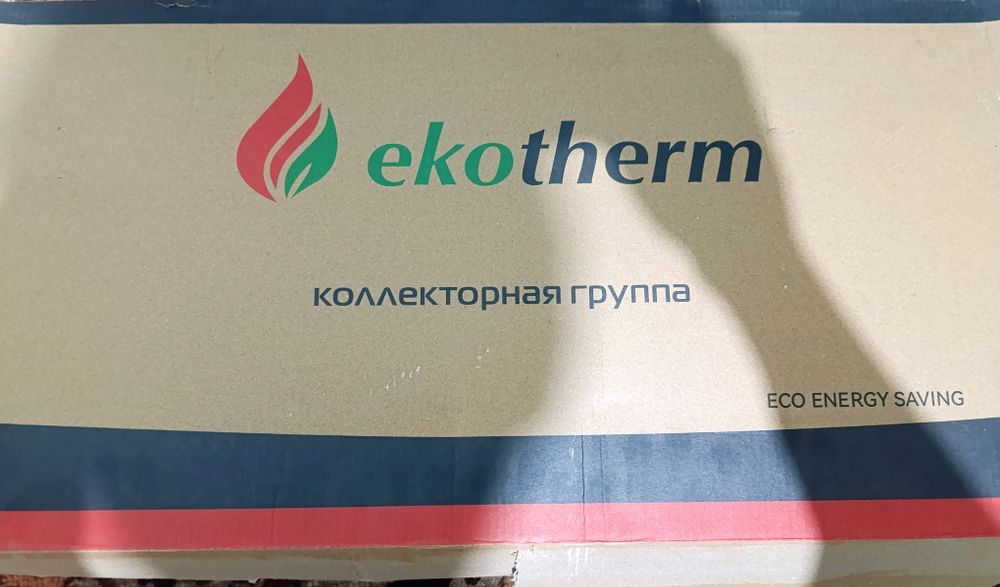 ekotherm
коллекторная группа
ECO ENERGY SAVING